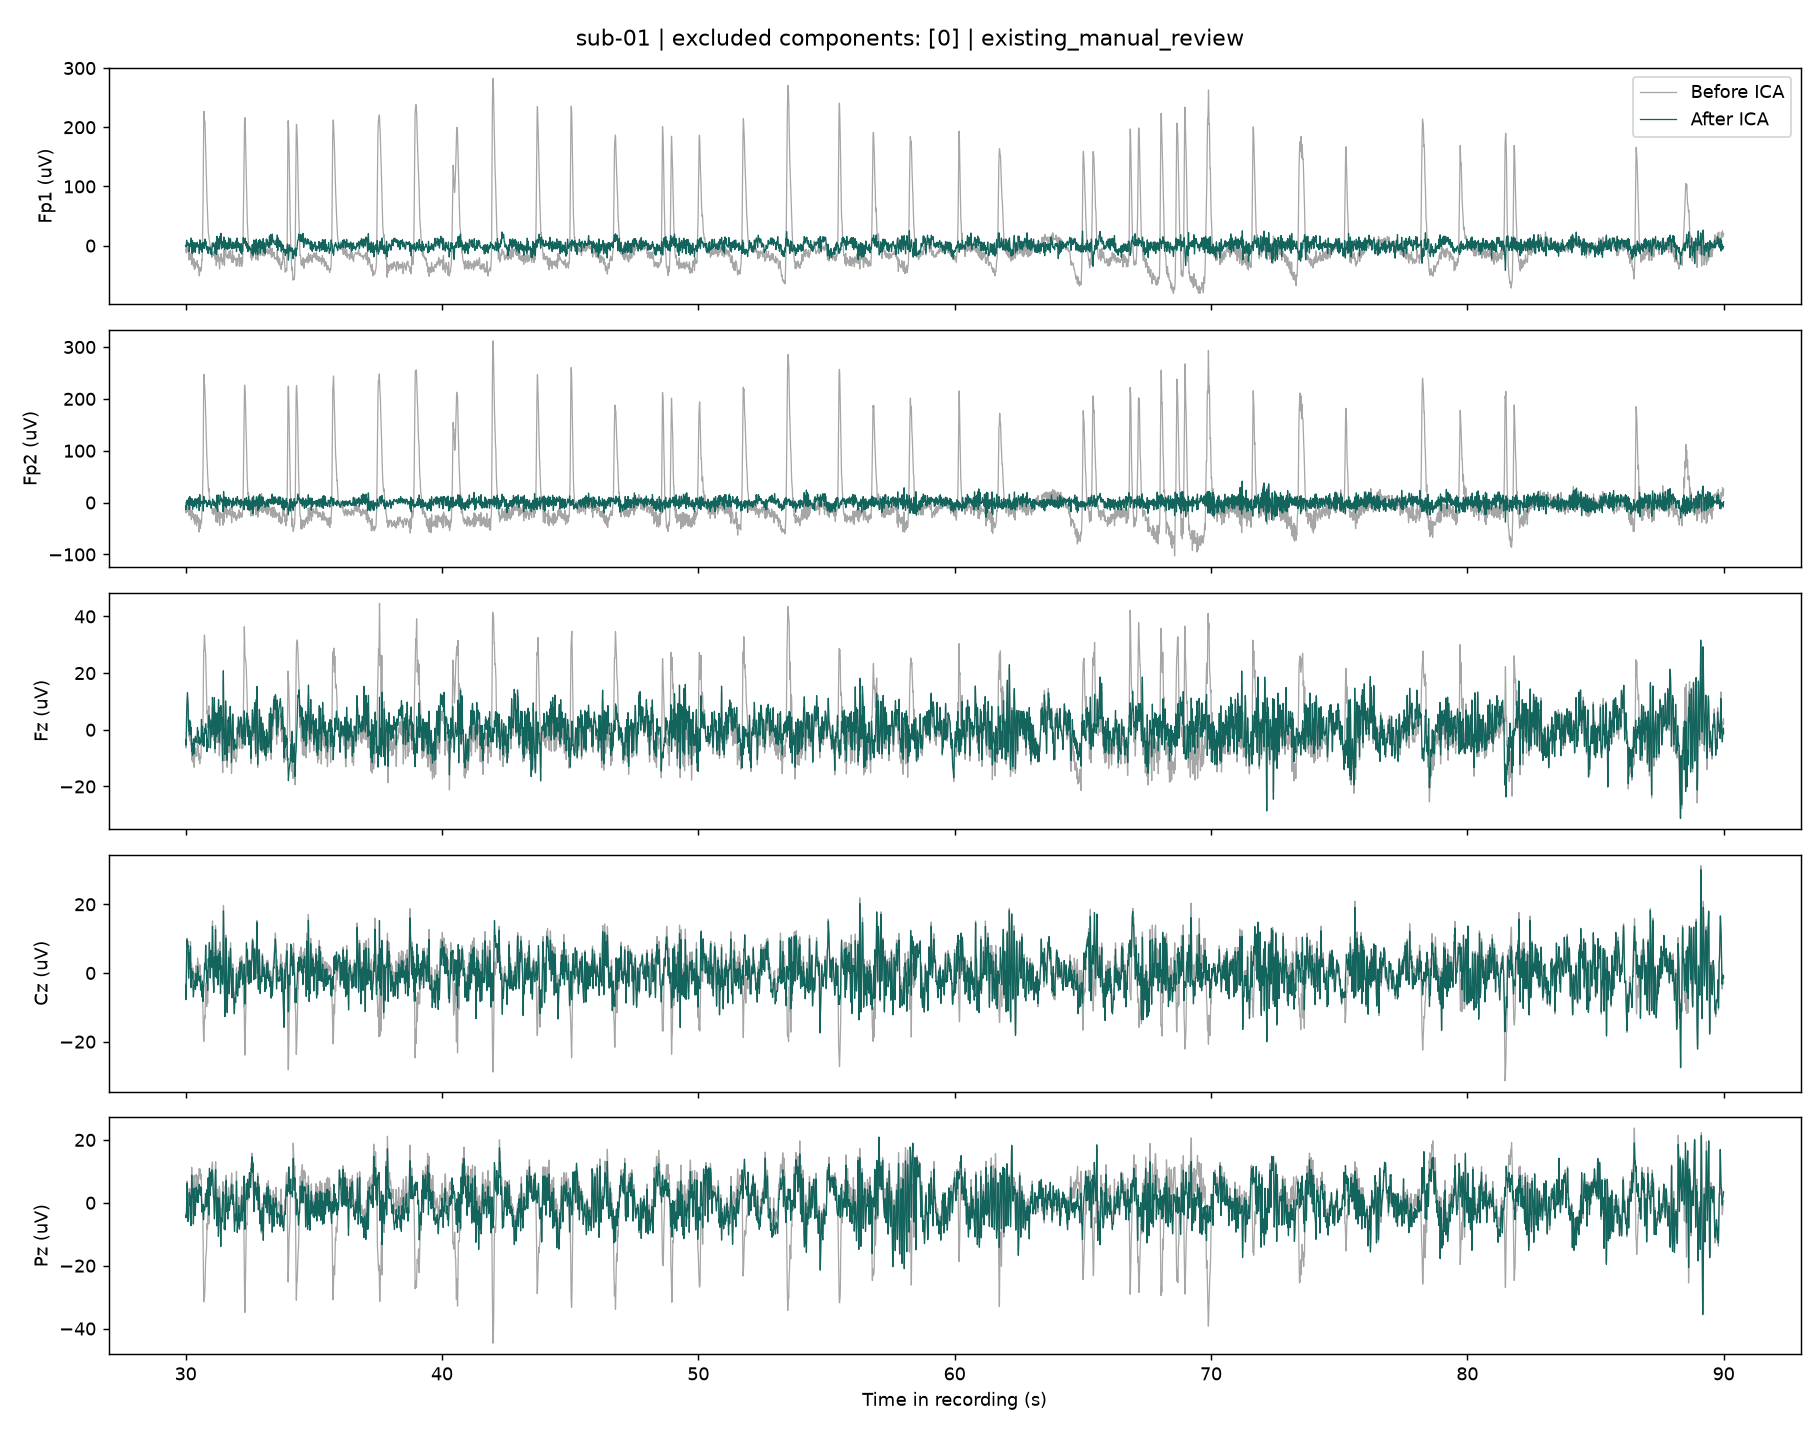 sub-01 | excluded components: [0] | existing_manual_review
Before ICA
After ICA
300
200
100
0
Fp1 (uV)
300
200
100
0
−100
Fp2 (uV)
40
20
0
−20
Fz (uV)
20
0
−20
Cz (uV)
20
0
−20
−40
Pz (uV)
30 40 50 60 70 80 90
Time in recording (s)